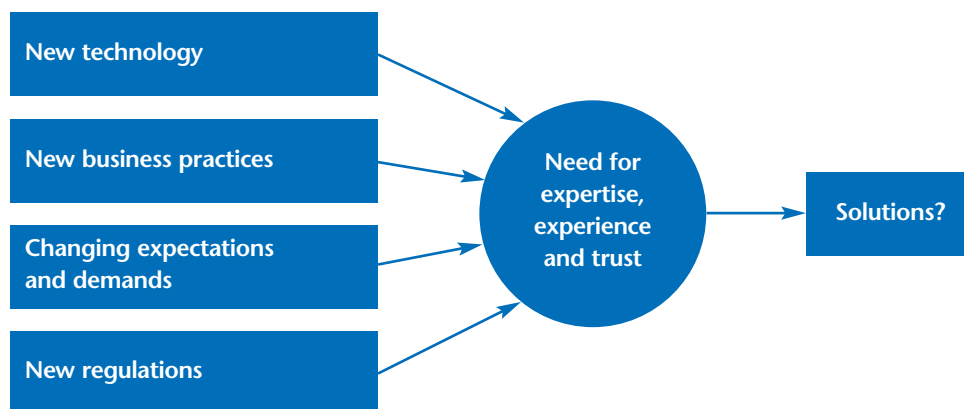 New technology
New business practices
Changing expectations
and demands
New regulations
Need for
expertise,
experience
and trust
Solutions?